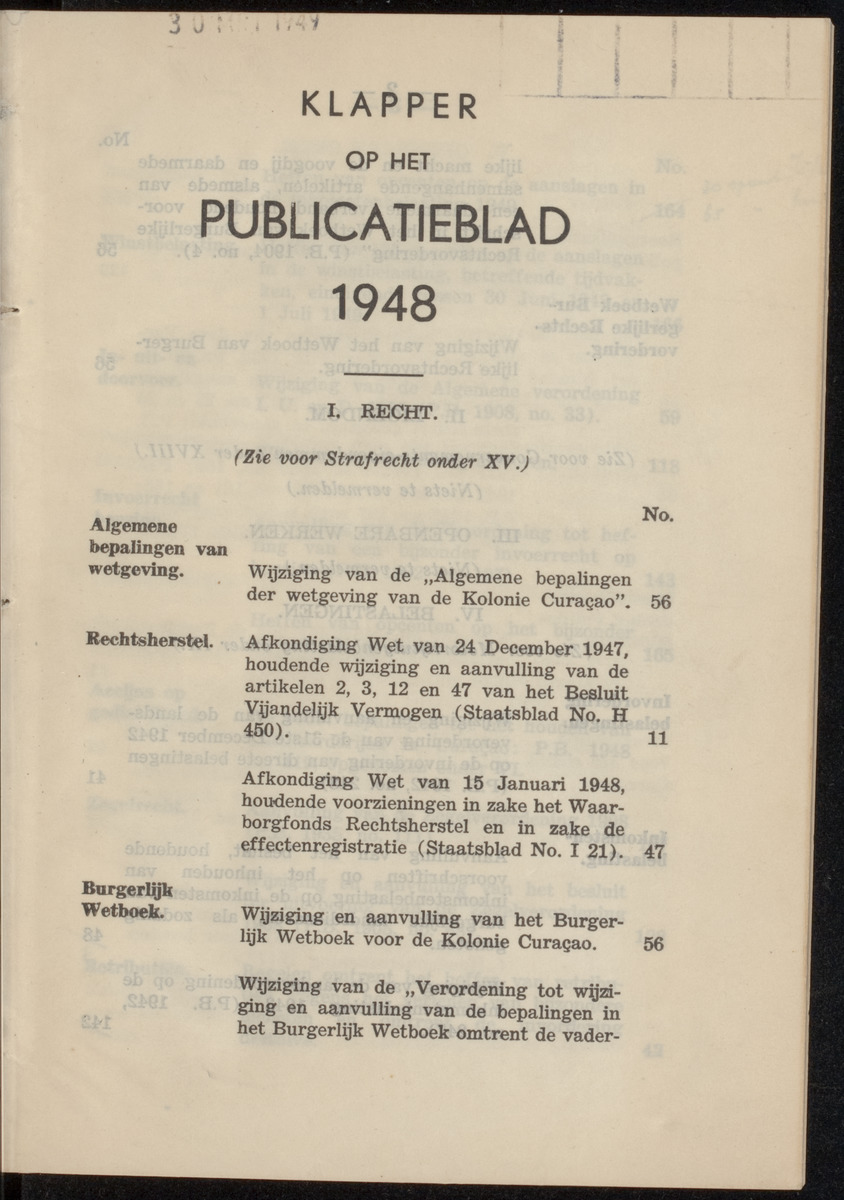 KLAPPER
OP HET
PUBLICATIEBLAD
1948
I. RECHT.
(Zie voor Strafrecht onder XV.)
No.
Algemene
bepalingen van
wetgeving.
Wijziging van de „Algemene bepalingen
der wetgeving van de Kolonie Curaçao”. 56
Rechtsherstel. Afkondiging Wet van 24 December 1947,
houdende wijziging en aanvulling van de
artikelen 2, 3, 12 en 47 van het Besluit
Vijandelijk Vermogen (Staatsblad No. H
450). 11
Afkondiging Wet van 15 Januari 1948,
houdende voorzieningen in zake het Waar-
borgfonds Rechtsherstel en in zake de
effectenregistratie (Staatsblad No. I 21). 47
Burgerlijk
Wetboek.
Wijziging en aanvulling van het Burger-
lijk Wetboek voor de Kolonie Curaçao. 56
Wijziging van de „Verordening tot wijzi-
ging en aanvulling van de bepalingen in
het Burgerlijk Wetboek omtrent de vader-